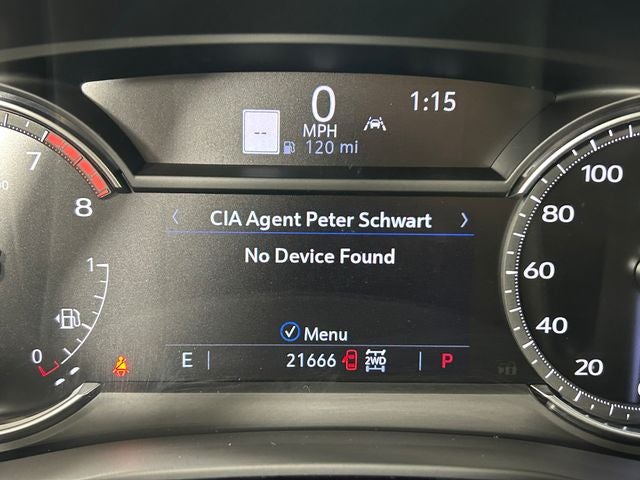 0
1:15
MPH
--
120 mi
7
8
100
80
60
40
20
‹ CIA Agent Peter Schwart ›
No Device Found
Menu
1
0
E
21666
2WD
P